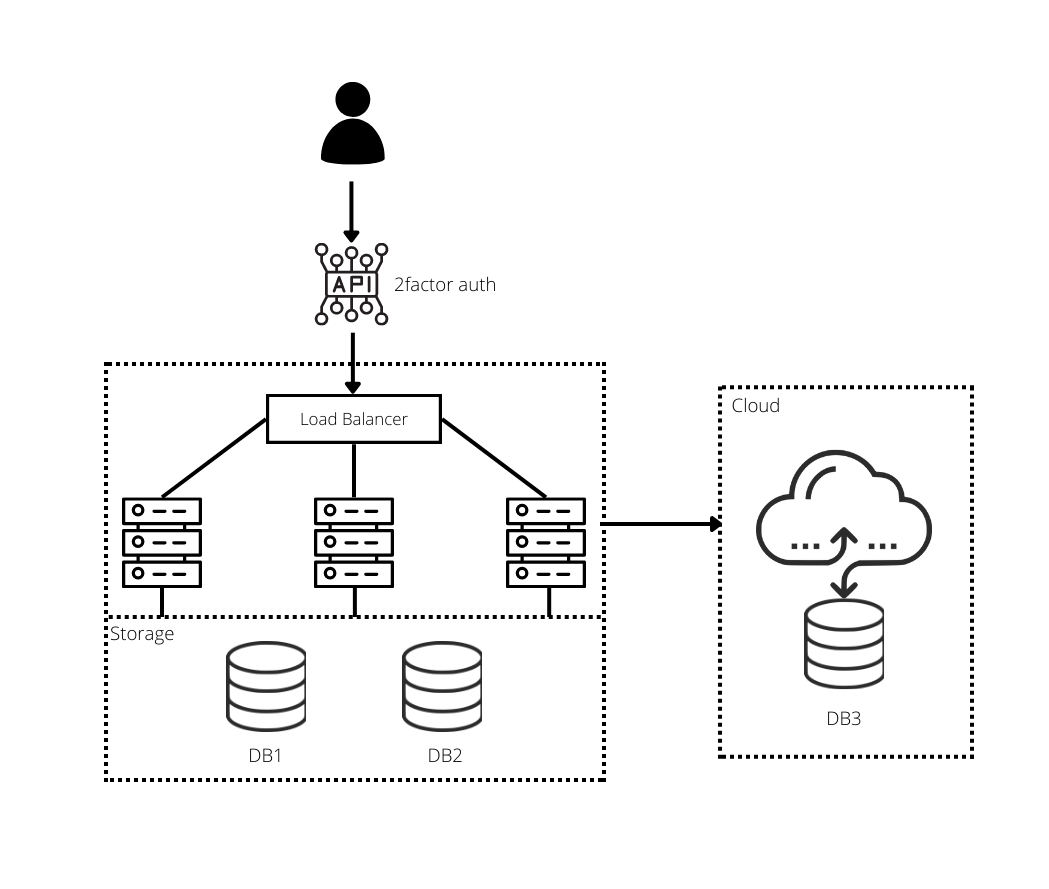 API
2factor auth
Load Balancer
Cloud
Storage
DB1
DB2
DB3